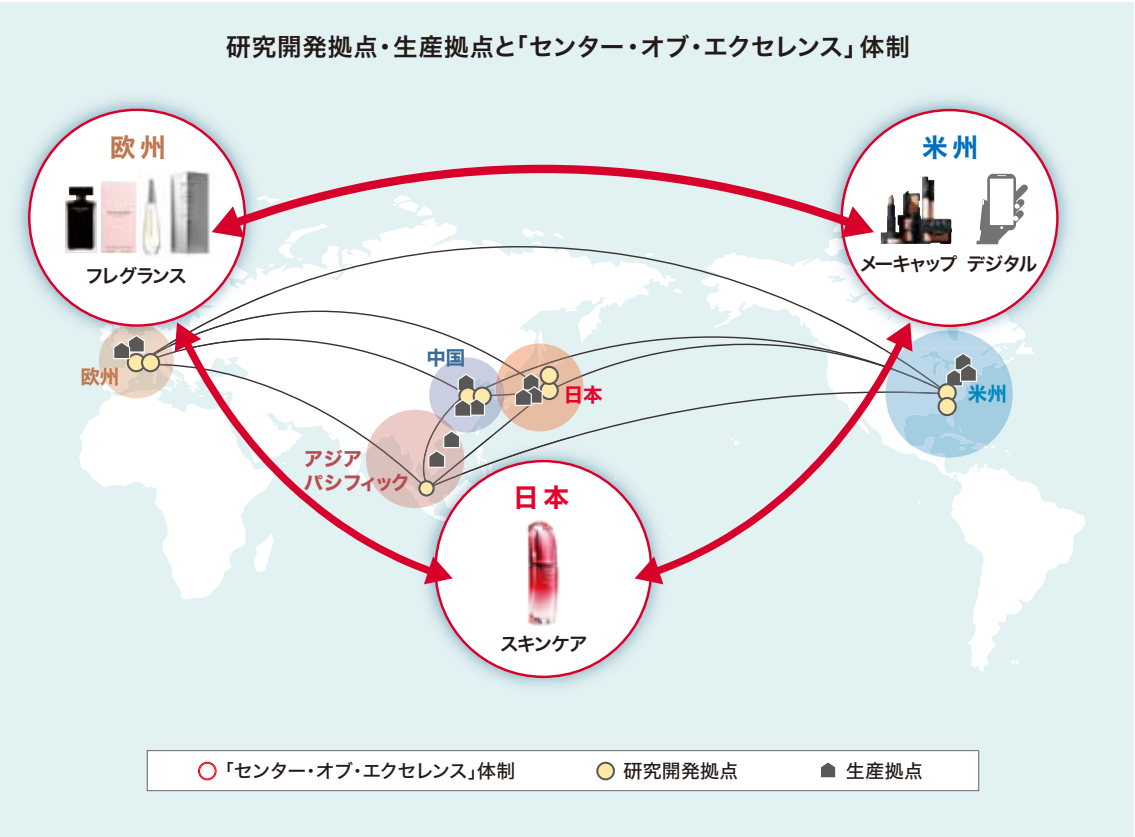 研究開発拠点・生産拠点と「センター・オブ・エクセレンス」体制
欧州
フレグランス
米州
メーキャップ デジタル
欧州
中国
日本
米州
アジア
パシフィック
日本
スキンケア
「センター・オブ・エクセレンス」体制
研究開発拠点
生産拠点